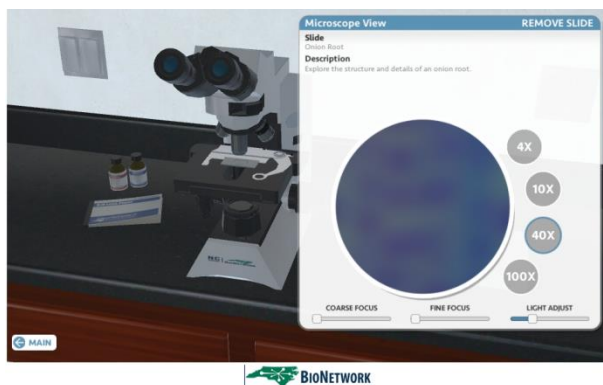 Microscope View REMOVE SLIDE
Slide
Onion Root
Description
Explore the structure and details of an onion root.
4X
10X
40X
100X
COARSE FOCUS FINE FOCUS LIGHT ADJUST
MAIN
BIONETWORK